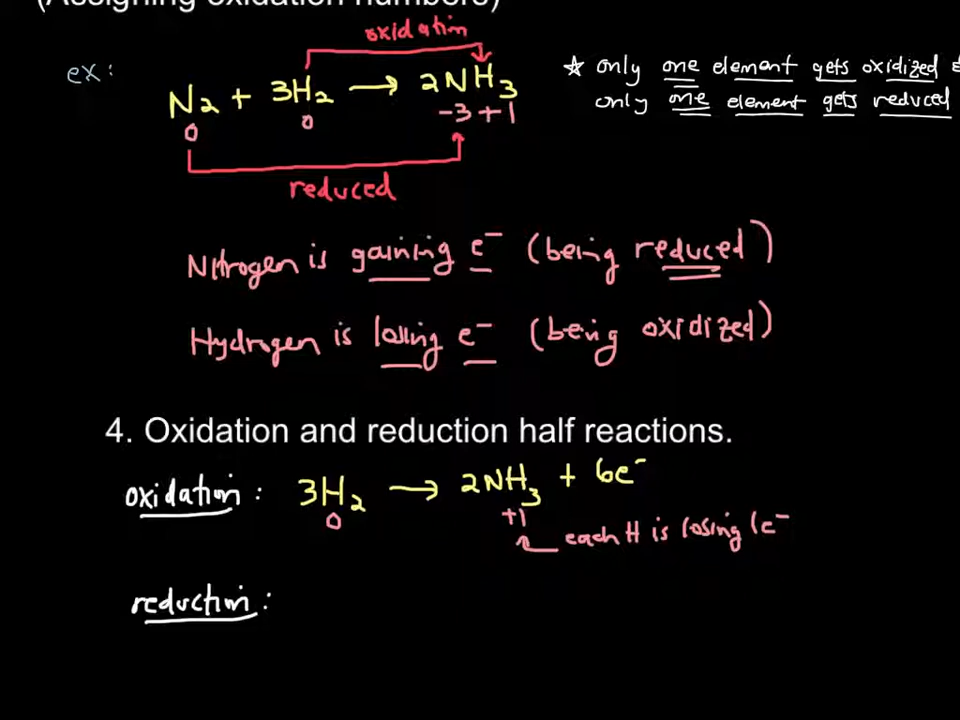 (Assigning oxidation numbers)
oxidation
ex:
N₂ + 3H₂ → 2NH₃
0 0 -3 +1
reduced
☆ only one element gets oxidized &
only one element gets reduced
Nitrogen is gaining e⁻ (being reduced)
Hydrogen is losing e⁻ (being oxidized)
4. Oxidation and reduction half reactions.
oxidation: 3H₂ → 2NH₃ + 6e⁻
0 +1
each H is losing 1e⁻
reduction: